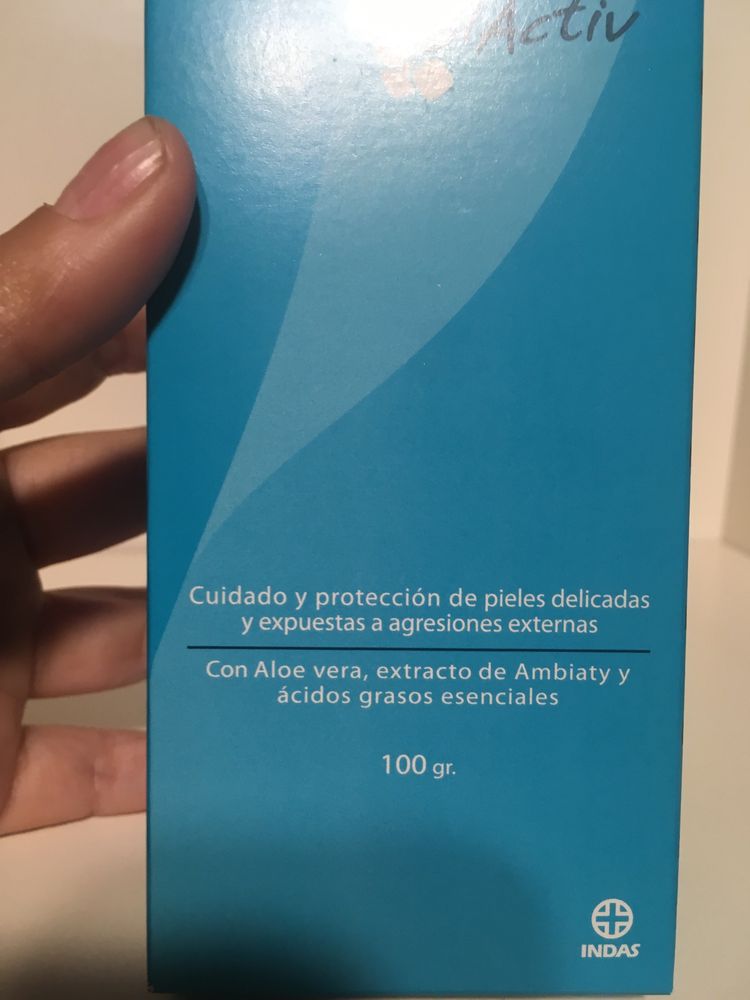 Cuidado y protección de pieles delicadas
y expuestas a agresiones externas
Con Aloe vera, extracto de Ambiaty y
ácidos grasos esenciales
100 gr.
INDAS